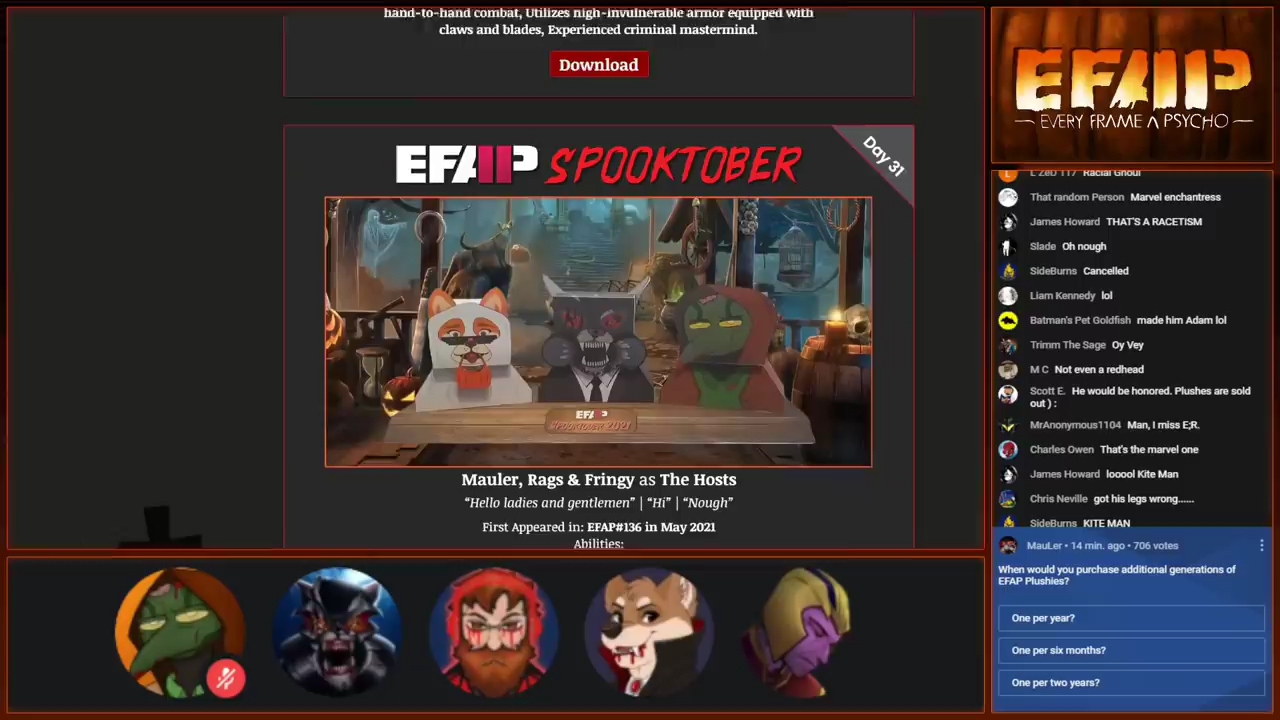 hand-to-hand combat, Utilizes nigh-invulnerable armor equipped with
claws and blades, Experienced criminal mastermind.
Download
EFAP SPOOKTOBER
Day 31
EFAP
SPOOKTOBER 2021
Mauler, Rags & Fringy as The Hosts
“Hello ladies and gentlemen” | “Hi” | “Nough”
First Appeared in: EFAP#136 in May 2021
Abilities:
EFAP
EVERY FRAME A PSYCHO
L ZeD 117 Racial Ghoul
That random Person Marvel enchantress
James Howard THAT'S A RACETISM
Slade Oh nough
SideBurns Cancelled
Liam Kennedy lol
Batman's Pet Goldfish made him Adam lol
Trimm The Sage Oy Vey
M C Not even a redhead
Scott E. He would be honored. Plushes are sold
out ) :
MrAnonymous1104 Man, I miss E;R.
Charles Owen That's the marvel one
James Howard looool Kite Man
Chris Neville got his legs wrong......
SideBurns KITE MAN
MauLer • 14 min. ago • 706 votes
When would you purchase additional generations of
EFAP Plushies?
One per year?
One per six months?
One per two years?